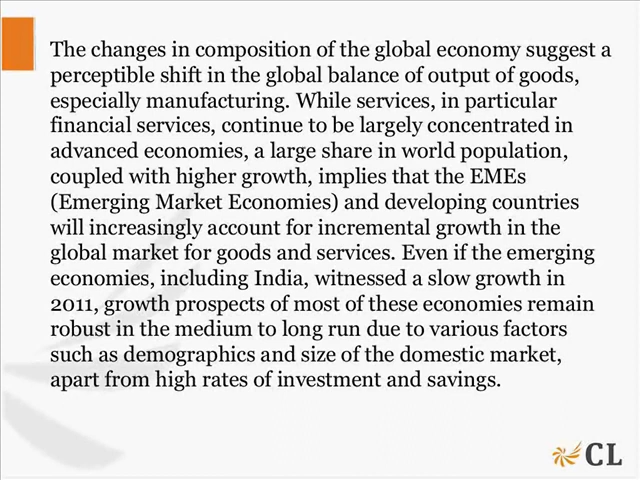 The changes in composition of the global economy suggest a
perceptible shift in the global balance of output of goods,
especially manufacturing. While services, in particular
financial services, continue to be largely concentrated in
advanced economies, a large share in world population,
coupled with higher growth, implies that the EMEs
(Emerging Market Economies) and developing countries
will increasingly account for incremental growth in the
global market for goods and services. Even if the emerging
economies, including India, witnessed a slow growth in
2011, growth prospects of most of these economies remain
robust in the medium to long run due to various factors
such as demographics and size of the domestic market,
apart from high rates of investment and savings.
CL